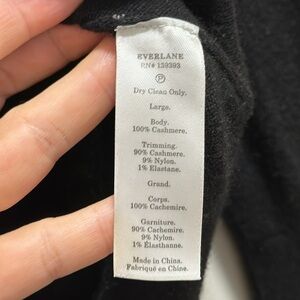 EVERLANE
RN# 139393
P
Dry Clean Only.
Large.
Body.
100% Cashmere.
Trimming.
90% Cashmere.
9% Nylon.
1% Elastane.
Grand.
Corps.
100% Cachemire.
Garniture.
90% Cachemire.
9% Nylon.
1% Élasthanne.
Made in China.
Fabriqué en Chine.